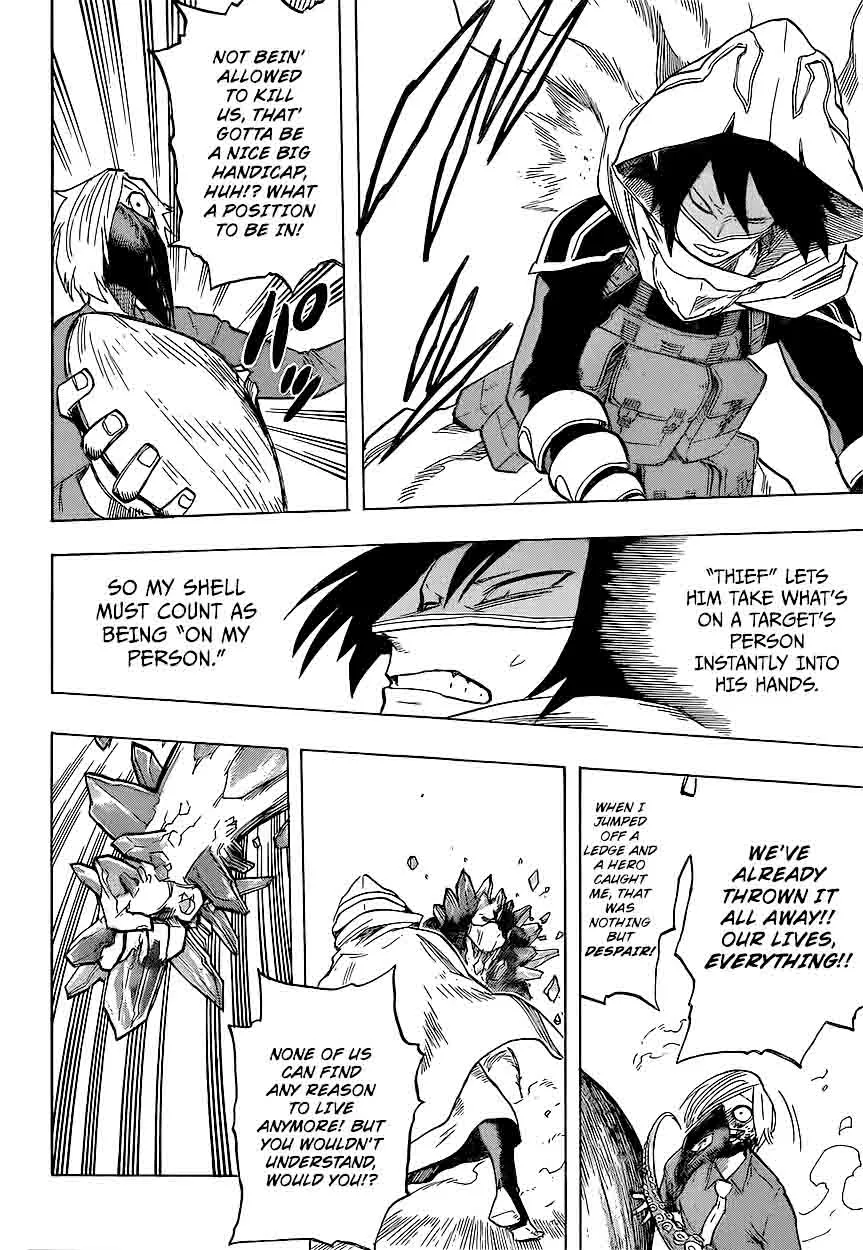 NOT BEIN'
ALLOWED
TO KILL
US, THAT'
GOTTA BE
A NICE BIG
HANDICAP,
HUH!? WHAT
A POSITION
TO BE IN!
パッ
"THIEF" LETS
HIM TAKE WHAT'S
ON A TARGET'S
PERSON
INSTANTLY INTO
HIS HANDS.
SO MY SHELL
MUST COUNT AS
BEING "ON MY
PERSON."
WE'VE
ALREADY
THROWN IT
ALL AWAY!!
OUR LIVES,
EVERYTHING!!
WHEN I
JUMPED
OFF A
LEDGE AND
A HERO
CAUGHT
ME, THAT
WAS
NOTHING
BUT
DESPAIR!
NONE OF US
CAN FIND
ANY REASON
TO LIVE
ANYMORE! BUT
YOU WOULDN'T
UNDERSTAND,
WOULD YOU!?